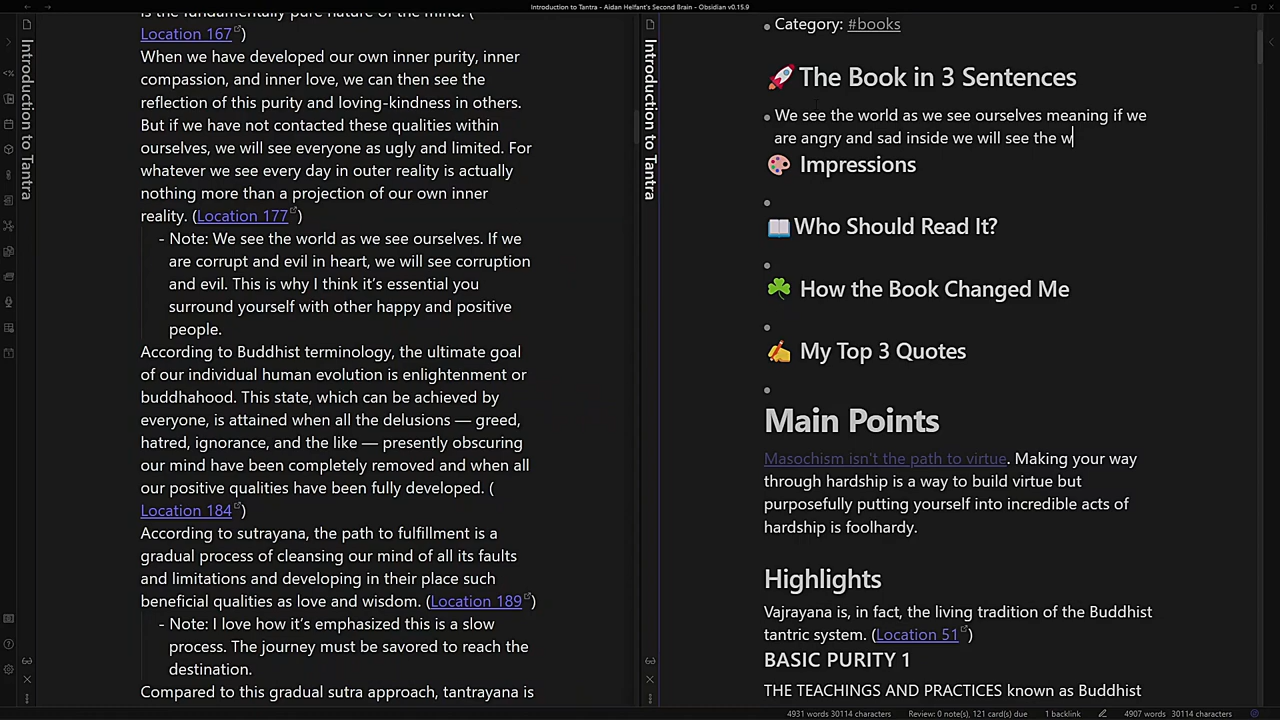 Introduction to Tantra - Aidan Helfant's Second Brain - Obsidian v0.15.9
Introduction to Tantra
is the fundamentally pure nature of the mind. (
Location 167)
When we have developed our own inner purity, inner
compassion, and inner love, we can then see the
reflection of this purity and loving-kindness in others.
But if we have not contacted these qualities within
ourselves, we will see everyone as ugly and limited. For
whatever we see every day in outer reality is actually
nothing more than a projection of our own inner
reality. (Location 177)
- Note: We see the world as we see ourselves. If we
are corrupt and evil in heart, we will see corruption
and evil. This is why I think it's essential you
surround yourself with other happy and positive
people.
According to Buddhist terminology, the ultimate goal
of our individual human evolution is enlightenment or
buddhahood. This state, which can be achieved by
everyone, is attained when all the delusions — greed,
hatred, ignorance, and the like — presently obscuring
our mind have been completely removed and when all
our positive qualities have been fully developed. (
Location 184)
According to sutrayana, the path to fulfillment is a
gradual process of cleansing our mind of all its faults
and limitations and developing in their place such
beneficial qualities as love and wisdom. (Location 189)
- Note: I love how it's emphasized this is a slow
process. The journey must be savored to reach the
destination.
Compared to this gradual sutra approach, tantrayana is
Introduction to Tantra
Category: #books
🚀The Book in 3 Sentences
We see the world as we see ourselves meaning if we
are angry and sad inside we will see the w
🎨 Impressions
📖Who Should Read It?
☘️ How the Book Changed Me
✍️ My Top 3 Quotes
Main Points
Masochism isn't the path to virtue. Making your way
through hardship is a way to build virtue but
purposefully putting yourself into incredible acts of
hardship is foolhardy.
Highlights
Vajrayana is, in fact, the living tradition of the Buddhist
tantric system. (Location 51)
BASIC PURITY 1
THE TEACHINGS AND PRACTICES known as Buddhist
4931 words 30114 characters Review: 0 note(s), 121 card(s) due 1 backlink 4907 words 30114 characters